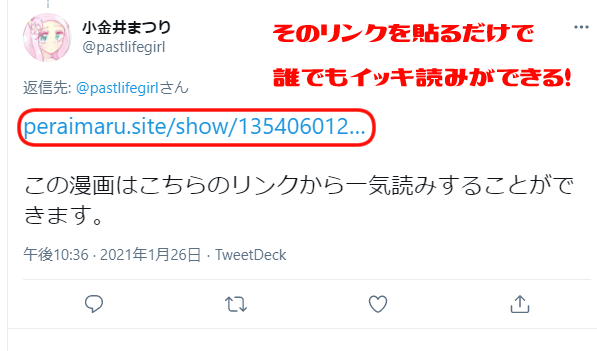 小金井まつり
@pastlifegirl
そのリンクを貼るだけで
誰でもイッキ読みができる!
返信先: @pastlifegirlさん
peraimaru.site/show/135406012...
この漫画はこちらのリンクから一気読みすることがで
きます。
午後10:36 · 2021年1月26日 · TweetDeck